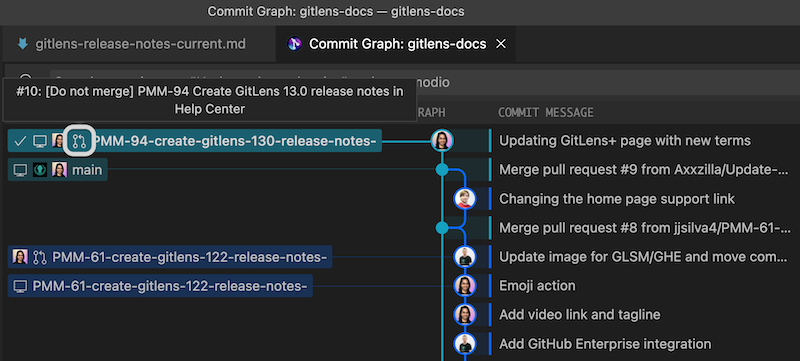 Commit Graph: gitlens-docs — gitlens-docs
gitlens-release-notes-current.md
Commit Graph: gitlens-docs
modio
#10: [Do not merge] PMM-94 Create GitLens 13.0 release notes in
Help Center
RAPH
COMMIT MESSAGE
PMM-94-create-gitlens-130-release-notes-
Updating GitLens+ page with new terms
main
Merge pull request #9 from Axxzilla/Update-...
Changing the home page support link
Merge pull request #8 from jjsilva4/PMM-61-...
PMM-61-create-gitlens-122-release-notes-
Update image for GLSM/GHE and move com...
PMM-61-create-gitlens-122-release-notes-
Emoji action
Add video link and tagline
Add GitHub Enterprise integration